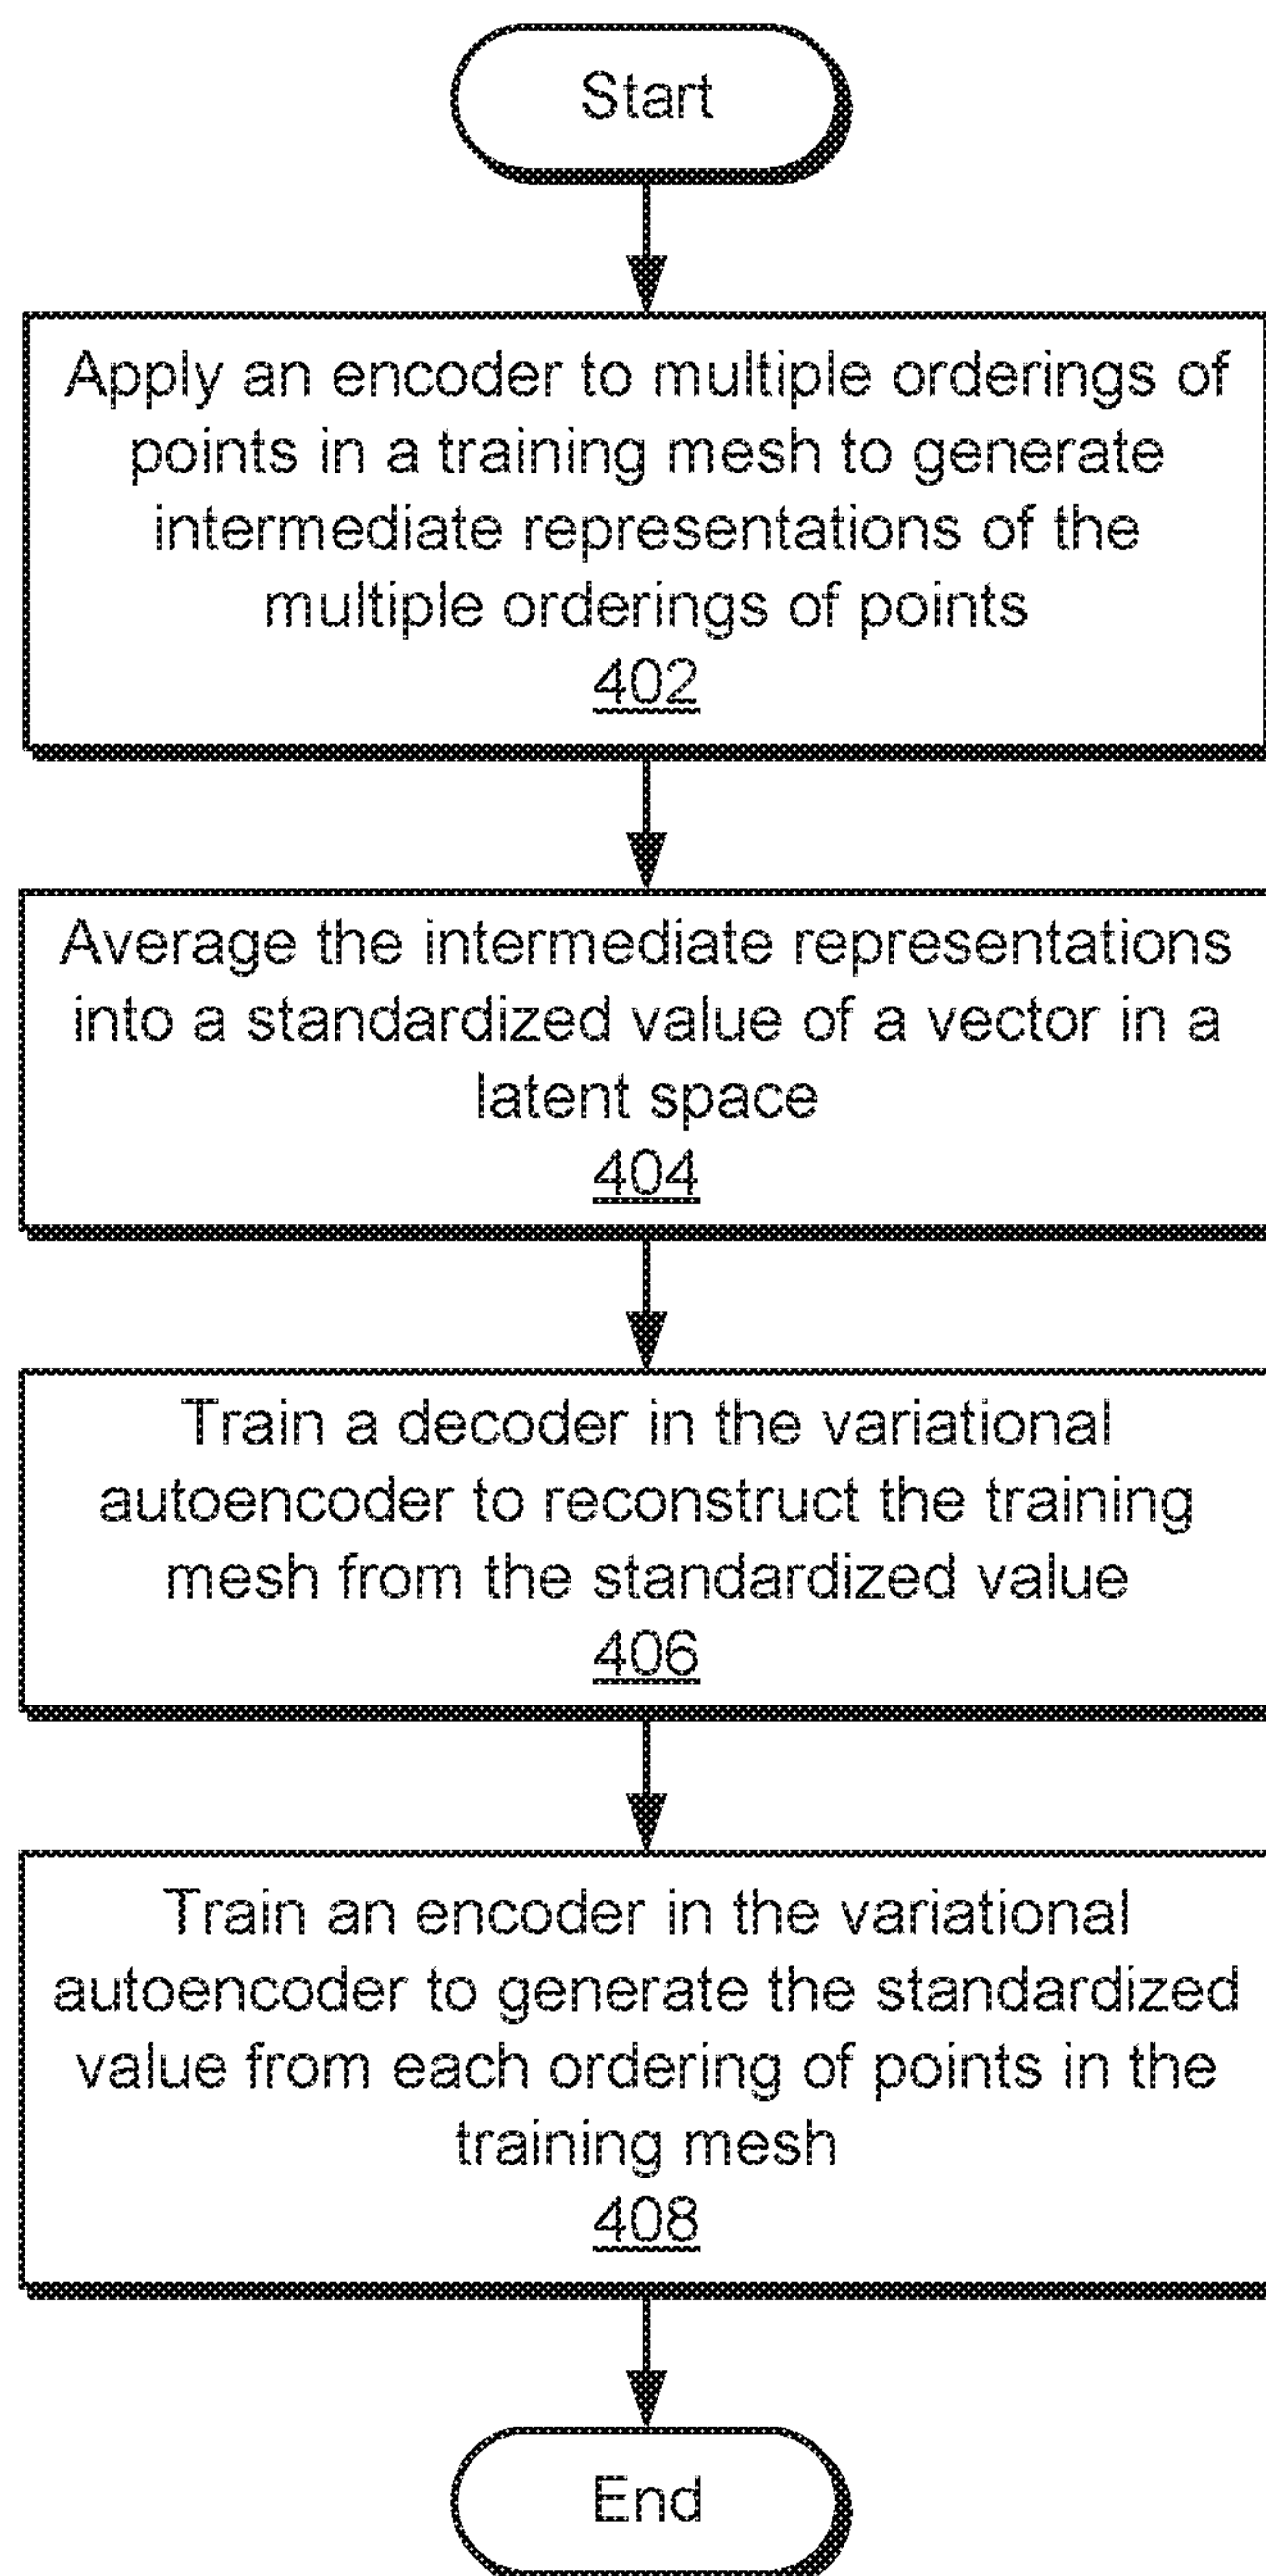 Start
Apply an encoder to multiple orderings of
points in a training mesh to generate
intermediate representations of the
multiple orderings of points
402
Average the intermediate representations
into a standardized value of a vector in a
latent space
404
Train a decoder in the variational
autoencoder to reconstruct the training
mesh from the standardized value
406
Train an encoder in the variational
autoencoder to generate the standardized
value from each ordering of points in the
training mesh
408
End